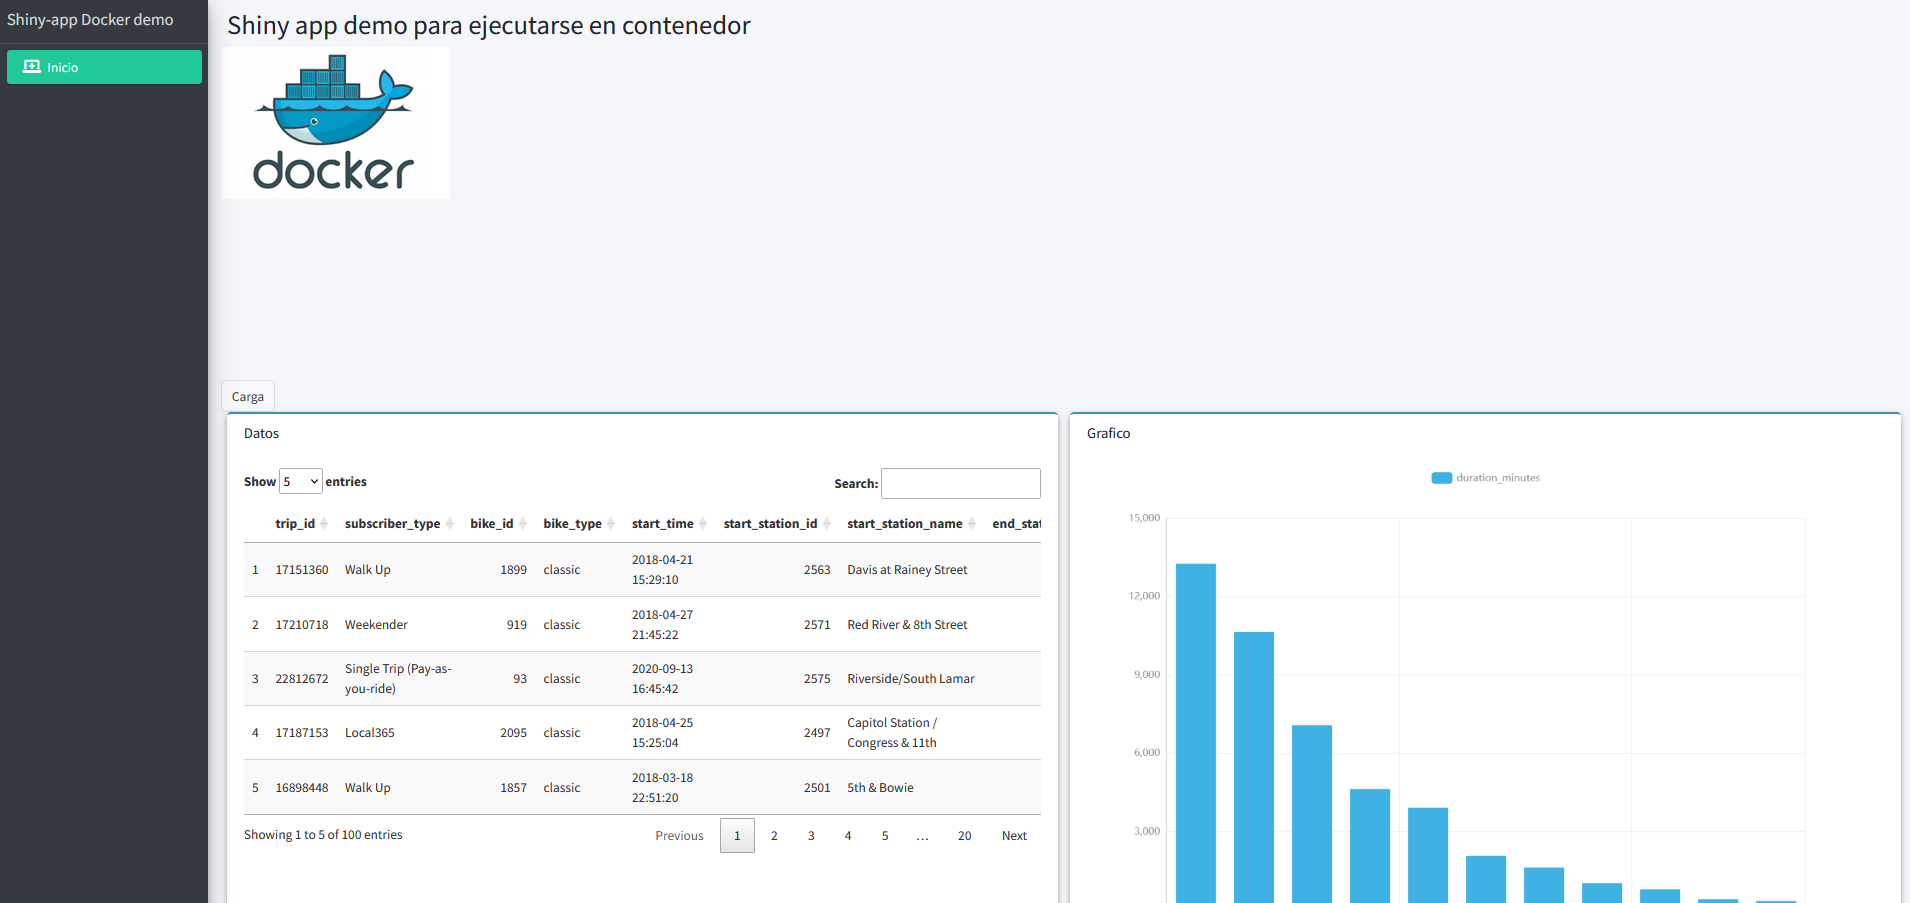 Shiny-app Docker demo
Inicio
Shiny app demo para ejecutarse en contenedor
docker
Carga
Datos
Show 5 entries
Search:
trip_id subscriber_type bike_id bike_type start_time start_station_id start_station_name end_stat
1 17151360 Walk Up 1899 classic 2018-04-21 15:29:10 2563 Davis at Rainey Street
2 17210718 Weekender 919 classic 2018-04-27 21:45:22 2571 Red River & 8th Street
3 22812672 Single Trip (Pay-as-you-ride) 93 classic 2020-09-13 16:45:42 2575 Riverside/South Lamar
4 17187153 Local365 2095 classic 2018-04-25 15:25:04 2497 Capitol Station / Congress & 11th
5 16898448 Walk Up 1857 classic 2018-03-18 22:51:20 2501 5th & Bowie
Showing 1 to 5 of 100 entries
Previous 1 2 3 4 5 … 20 Next
Grafico
duration_minutes
15,000
12,000
9,000
6,000
3,000